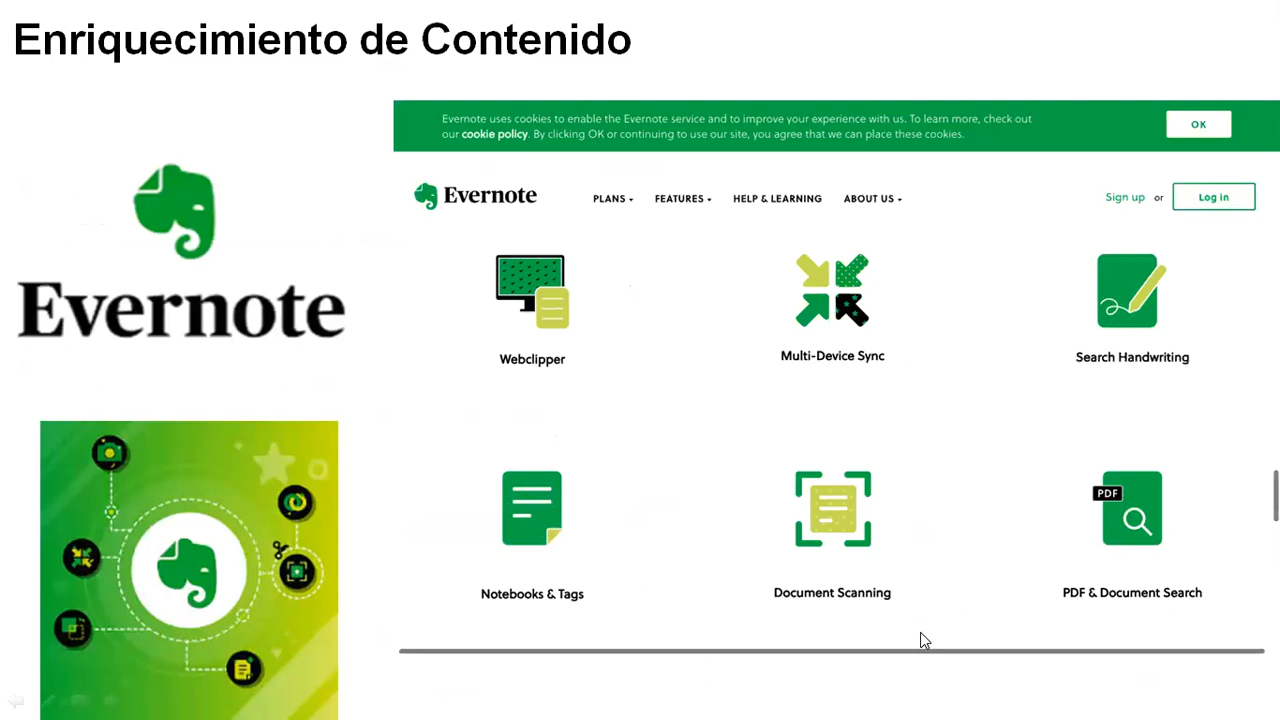 Enriquecimiento de Contenido
Evernote
Evernote uses cookies to enable the Evernote service and to improve your experience with us. To learn more, check out
our cookie policy. By clicking OK or continuing to use our site, you agree that we can place these cookies.
OK
Evernote
PLANS
FEATURES
HELP & LEARNING
ABOUT US
Sign up or
Log in
Webclipper
Multi-Device Sync
Search Handwriting
Notebooks & Tags
Document Scanning
PDF
PDF & Document Search